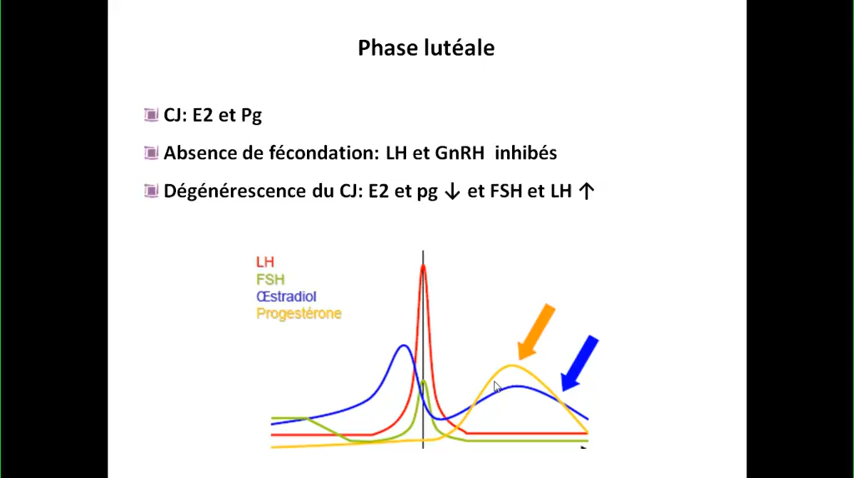 Phase lutéale
CJ: E2 et Pg
Absence de fécondation: LH et GnRH inhibés
Dégénérescence du CJ: E2 et pg ↓ et FSH et LH ↑
LH
FSH
Œstradiol
Progestérone